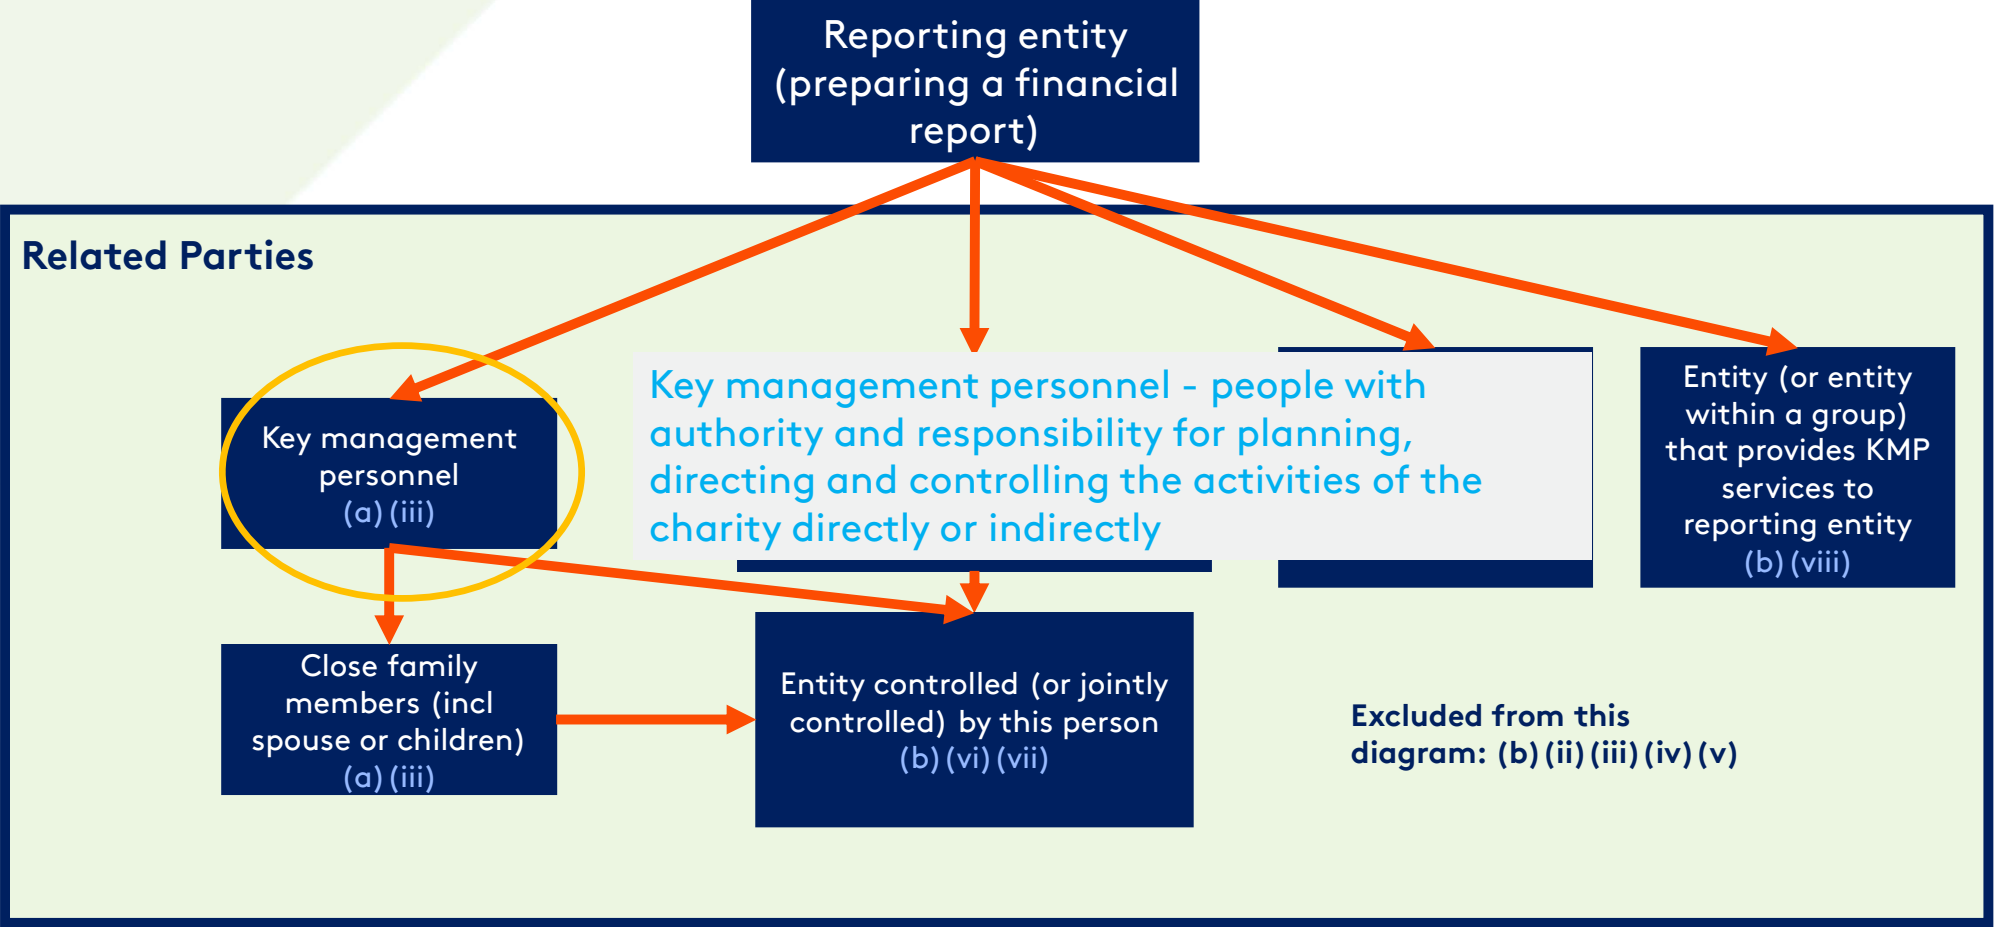 Reporting entity
(preparing a financial
report)
Related Parties
Key management
personnel
(a)(iii)
Key management personnel - people with
authority and responsibility for planning,
directing and controlling the activities of the
charity directly or indirectly
Entity (or entity
within a group)
that provides KMP
services to
reporting entity
(b)(viii)
Close family
members (incl
spouse or children)
(a)(iii)
Entity controlled (or jointly
controlled) by this person
(b)(vi)(vii)
Excluded from this
diagram: (b)(ii)(iii)(iv)(v)